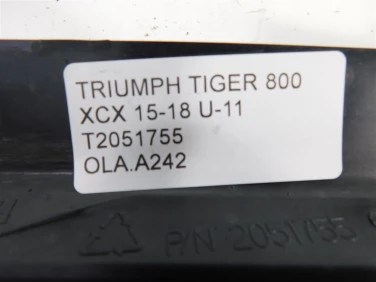 TRIUMPH TIGER 800
XCX 15-18 U-11
T2051755
OLA.A242
P/N 2051755